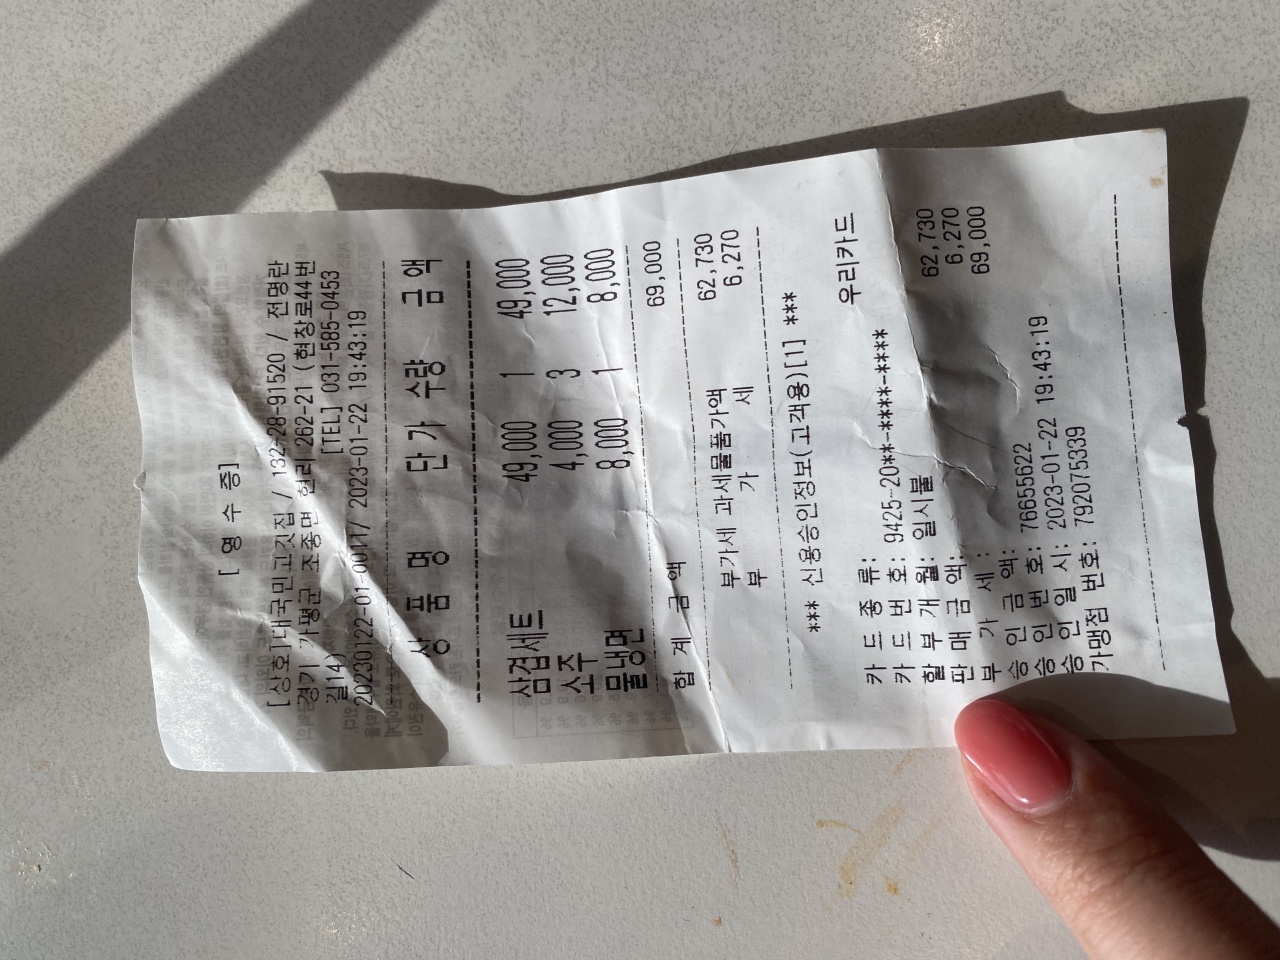 [ 영 수 증]
[상호]대국민고깃집 / 132-28-91520 / 전명란
경기 가평군 조종면 현리 262-21 (현창로44번
길14) [TEL] 031-585-0453
20230122-01-0017/ 2023-01-22 19:43:19
상 품 명 단 가 수량 금 액
삼겹세트 49,000 1 49,000
소주 4,000 3 12,000
물냉면 8,000 1 8,000
합 계 금 액 69,000
부가세 과세물품가액 62,730
부 가 세 6,270
*** 신용승인정보(고객용)[1] ***
카 드 종 류: 우리카드
카 드 번 호: 9425-20**-****-****
할 부 개 월: 일시불
판 매 금 액: 62,730
부 가 세 : 6,270
승 인 금 액: 69,000
승 인 번 호: 76655622
승 인 일 시: 2023-01-22 19:43:19
가맹점 번호: 792075339